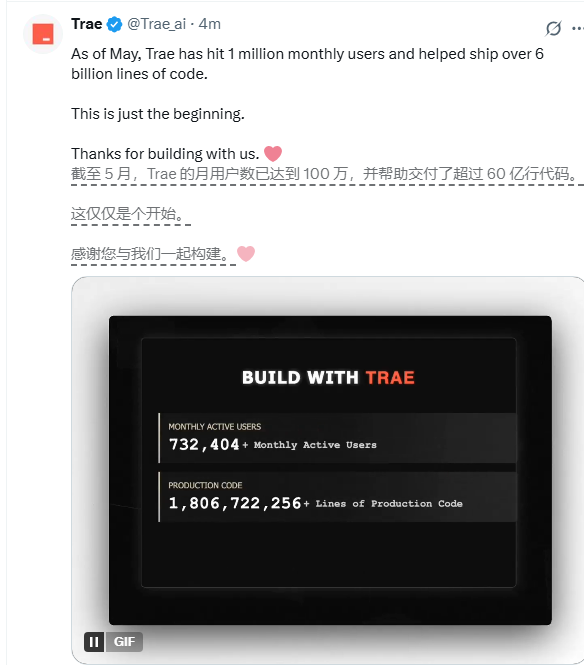 Trae @Trae_ai · 4m
As of May, Trae has hit 1 million monthly users and helped ship over 6
billion lines of code.
This is just the beginning.
Thanks for building with us.
截至 5 月，Trae 的月用户数已达到 100 万，并帮助交付了超过 60 亿行代码。
这仅仅是个开始。
感谢您与我们一起构建。
BUILD WITH TRAE
MONTHLY ACTIVE USERS
732,404+ Monthly Active Users
PRODUCTION CODE
1,806,722,256+ Lines of Production Code
GIF